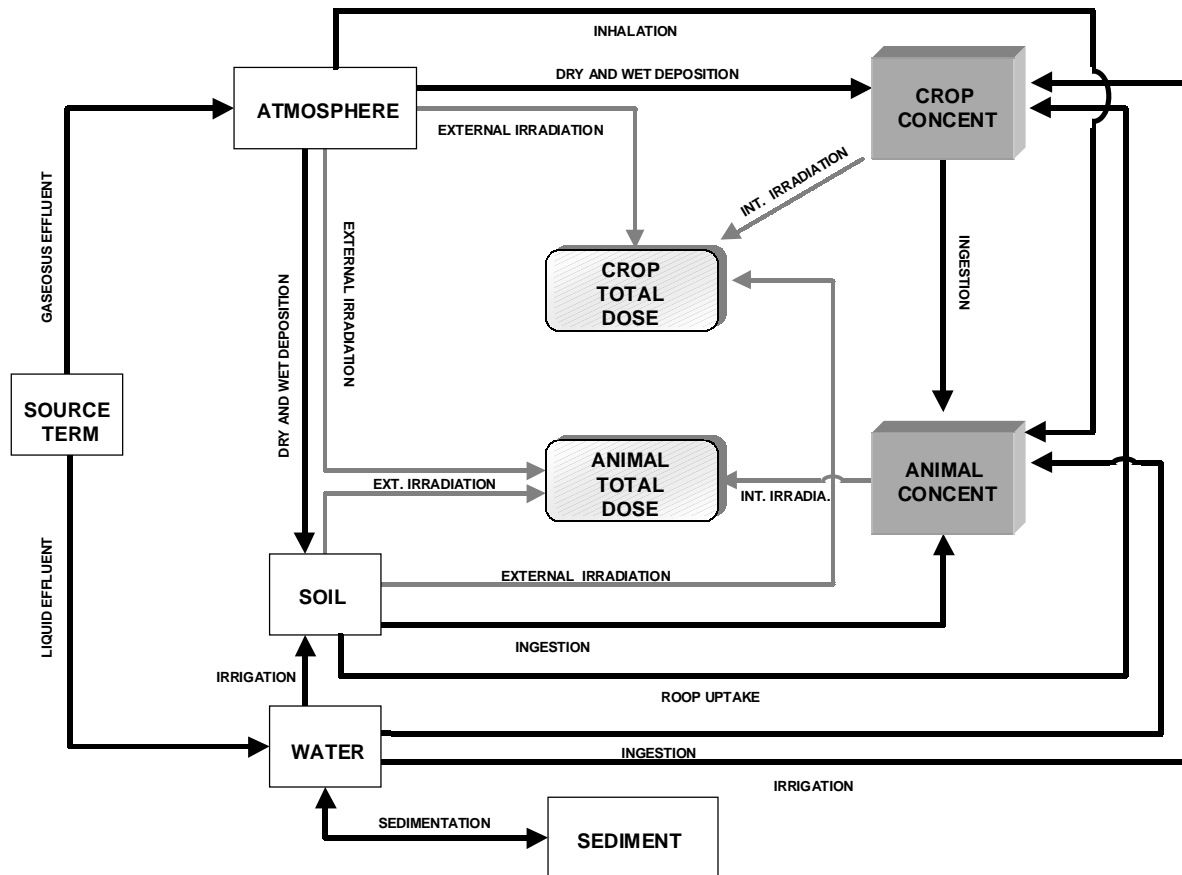 INHALATION
DRY AND WET DEPOSITION
ATMOSPHERE
CROP
CONCENT
EXTERNAL IRRADIATION
INT. IRRADIATION
GASEOSUS EFFLUENT
EXTERNAL IRRADIATION
INGESTION
CROP
TOTAL
DOSE
DRY AND WET DEPOSITION
SOURCE
TERM
ANIMAL
TOTAL
DOSE
ANIMAL
CONCENT
EXT. IRRADIATION
INT. IRRADIA.
LIQUID EFFLUENT
SOIL
EXTERNAL IRRADIATION
INGESTION
IRRIGATION
ROOP UPTAKE
WATER
INGESTION
IRRIGATION
SEDIMENTATION
SEDIMENT